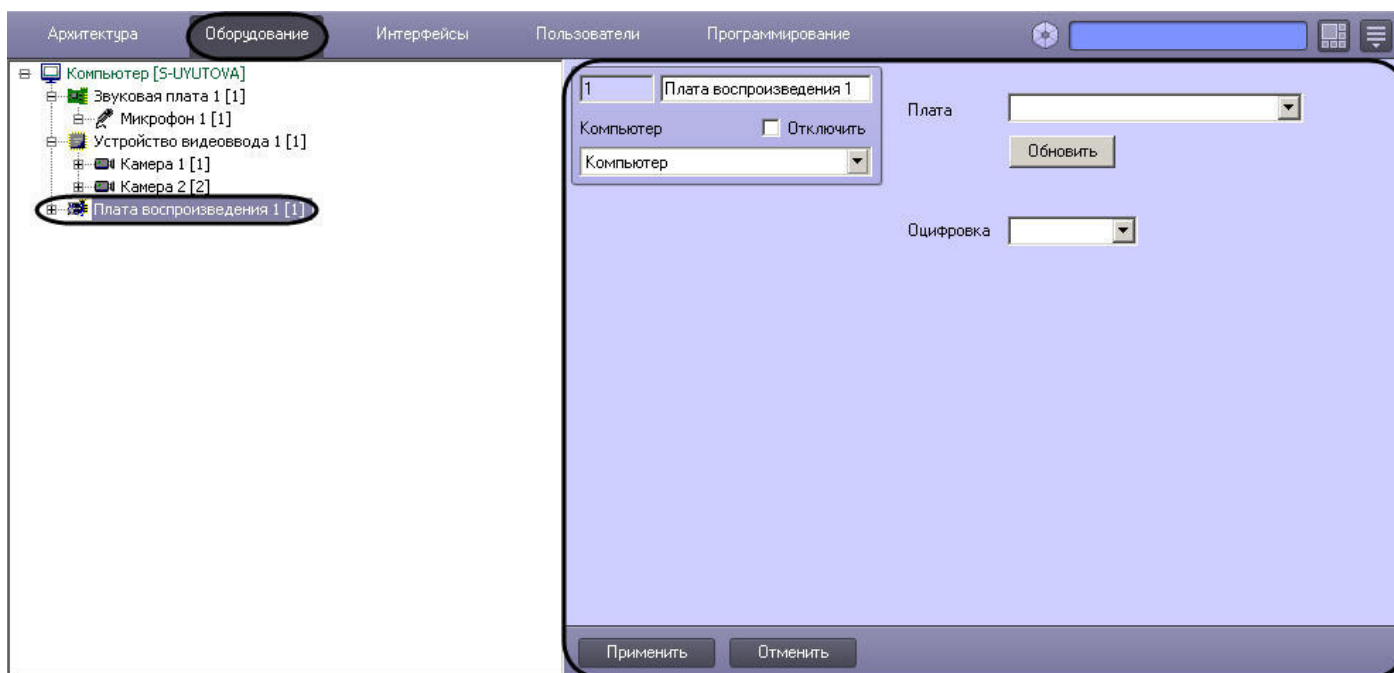 Архитектура Оборудование Интерфейсы Пользователи Программирование
Компьютер [S-UYUTOVA]
Звуковая плата 1 [1]
Микрофон 1 [1]
Устройство видеоввода 1 [1]
Камера 1 [1]
Камера 2 [2]
Плата воспроизведения 1 [1]
1 Плата воспроизведения 1
Компьютер Отключить
Компьютер
Плата
Обновить
Оцифровка
Применить Отменить